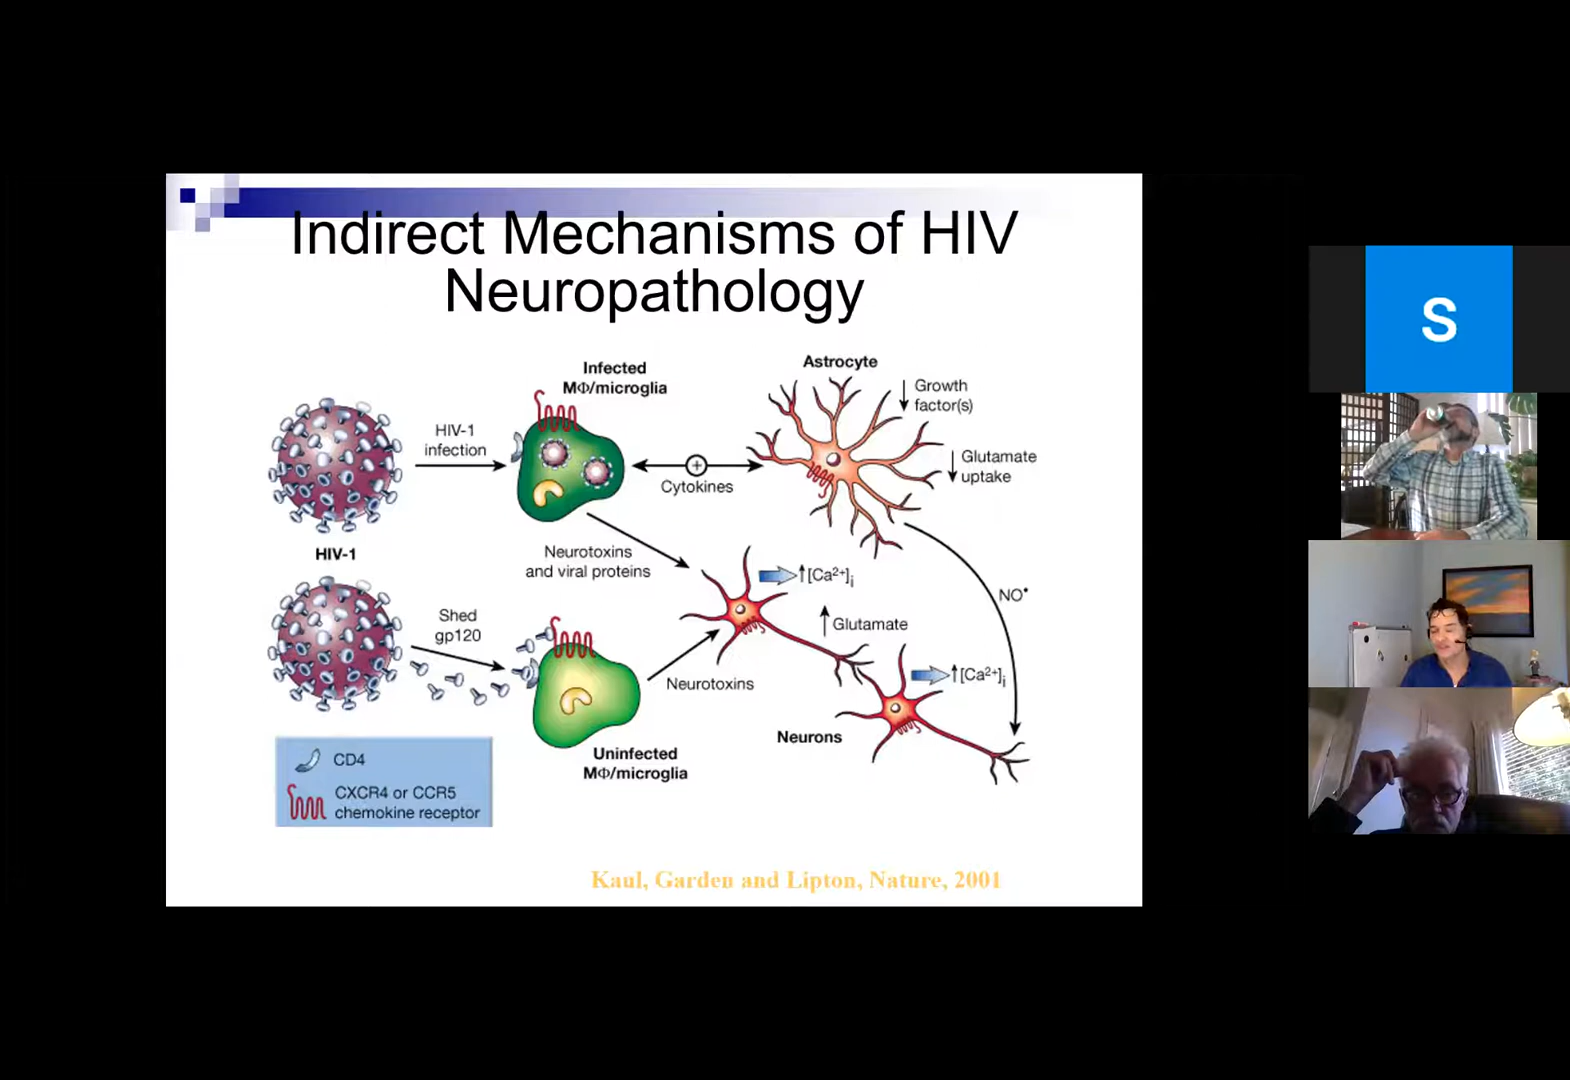 Indirect Mechanisms of HIV
Neuropathology
Infected
MΦ/microglia
Astrocyte
Growth
factor(s)
HIV-1
infection
Glutamate
uptake
+
Cytokines
HIV-1
Neurotoxins
and viral proteins
[Ca²⁺]i
NO•
Shed
gp120
Glutamate
Neurotoxins
[Ca²⁺]i
Neurons
Uninfected
MΦ/microglia
CD4
CXCR4 or CCR5
chemokine receptor
Kaul, Garden and Lipton, Nature, 2001
S